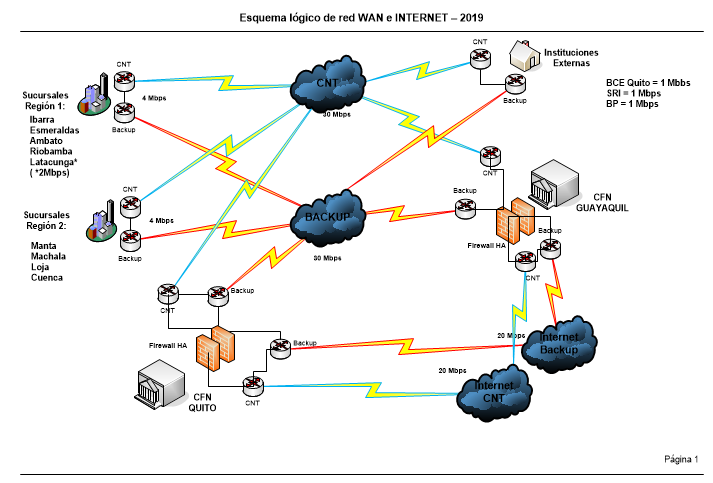 Esquema lógico de red WAN e INTERNET – 2019
CNT
Instituciones
Externas
CNT
Sucursales
Región 1:
4 Mbps
CNT
30 Mbps
Backup
BCE Quito = 1 Mbbs
SRI = 1 Mbps
BP = 1 Mbps
Backup
Ibarra
Esmeraldas
Ambato
Riobamba
Latacunga*
( *2Mbps)
CNT
CNT
Sucursales
Región 2:
4 Mbps
BACKUP
Backup
CFN
GUAYAQUIL
Manta
Machala
Loja
Cuenca
Backup
30 Mbps
Firewall HA
Backup
CNT
CNT
Backup
Firewall HA
Backup
20 Mbps
Internet
Backup
CFN
QUITO
CNT
20 Mbps
Internet
CNT
Página 1